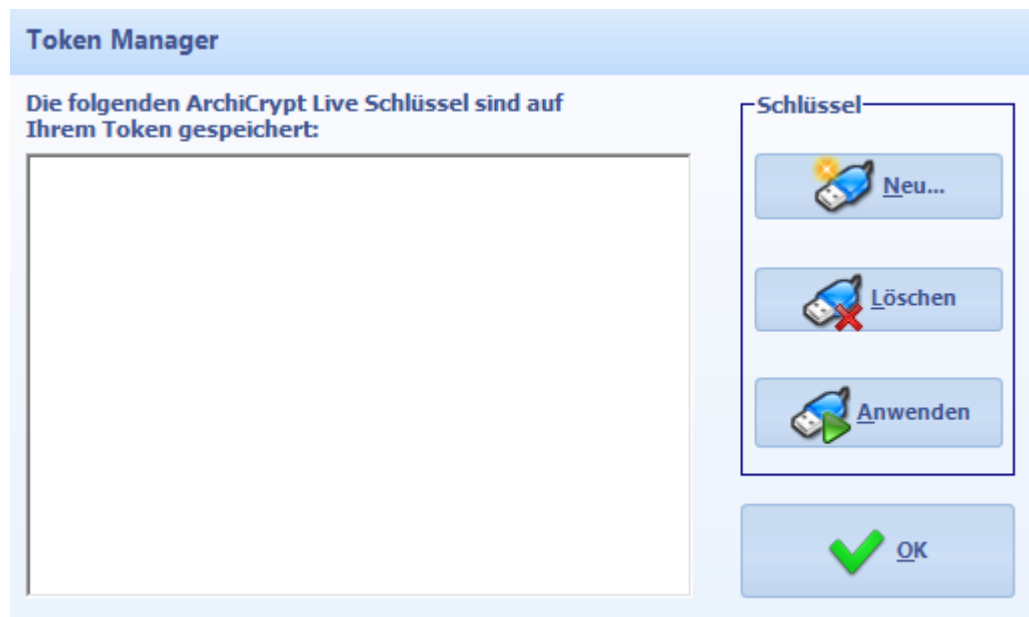 Token Manager
Die folgenden ArchiCrypt Live Schlüssel sind auf
Ihrem Token gespeichert:
Schlüssel
Neu...
Löschen
Anwenden
OK